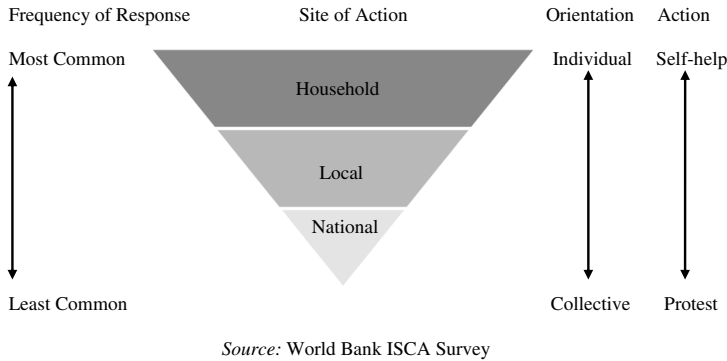 Frequency of Response Site of Action Orientation Action
Most Common Individual Self-help
Household
Local
National
Least Common Collective Protest
Source: World Bank ISCA Survey